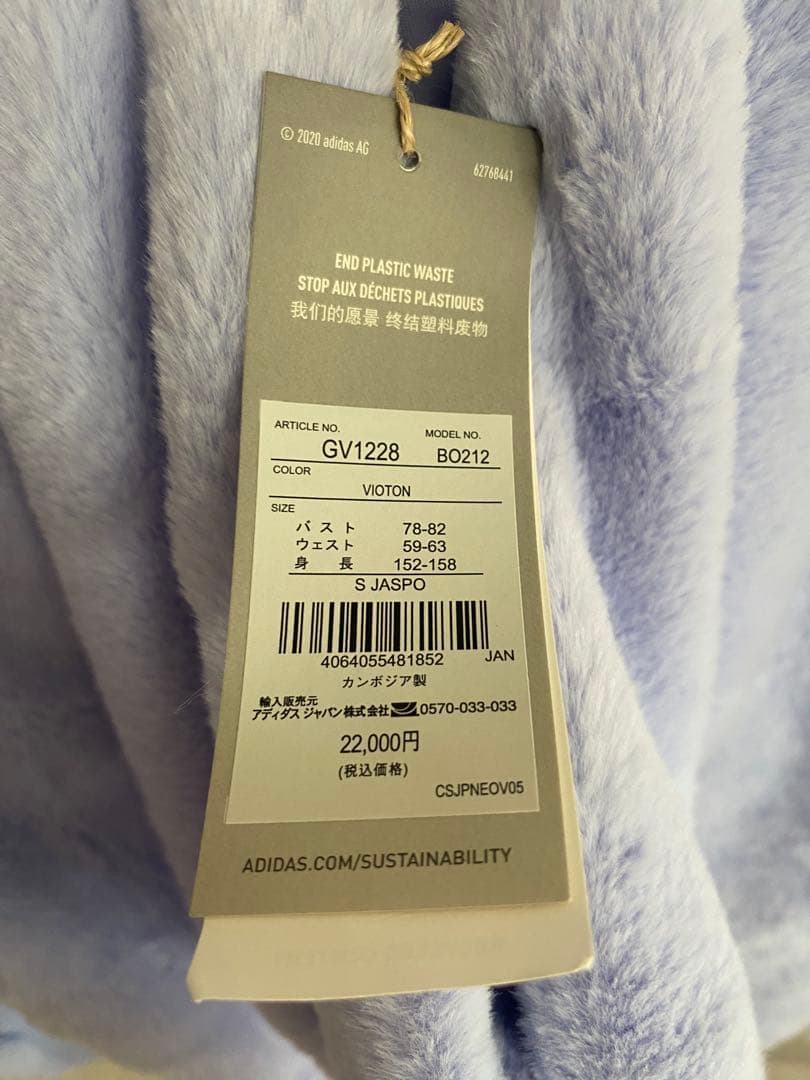 © 2020 adidas AG
62768441
END PLASTIC WASTE
STOP AUX DÉCHETS PLASTIQUES
我们的愿景 终结塑料废物
ARTICLE NO. MODEL NO.
GV1228 BO212
COLOR
VIOTON
SIZE
バスト 78-82
ウェスト 59-63
身長 152-158
S JASPO
4064055481852 JAN
カンボジア製
輸入販売元
アディダス ジャパン株式会社 0570-033-033
22,000円
(税込価格)
CSJPNEOV05
ADIDAS.COM/SUSTAINABILITY